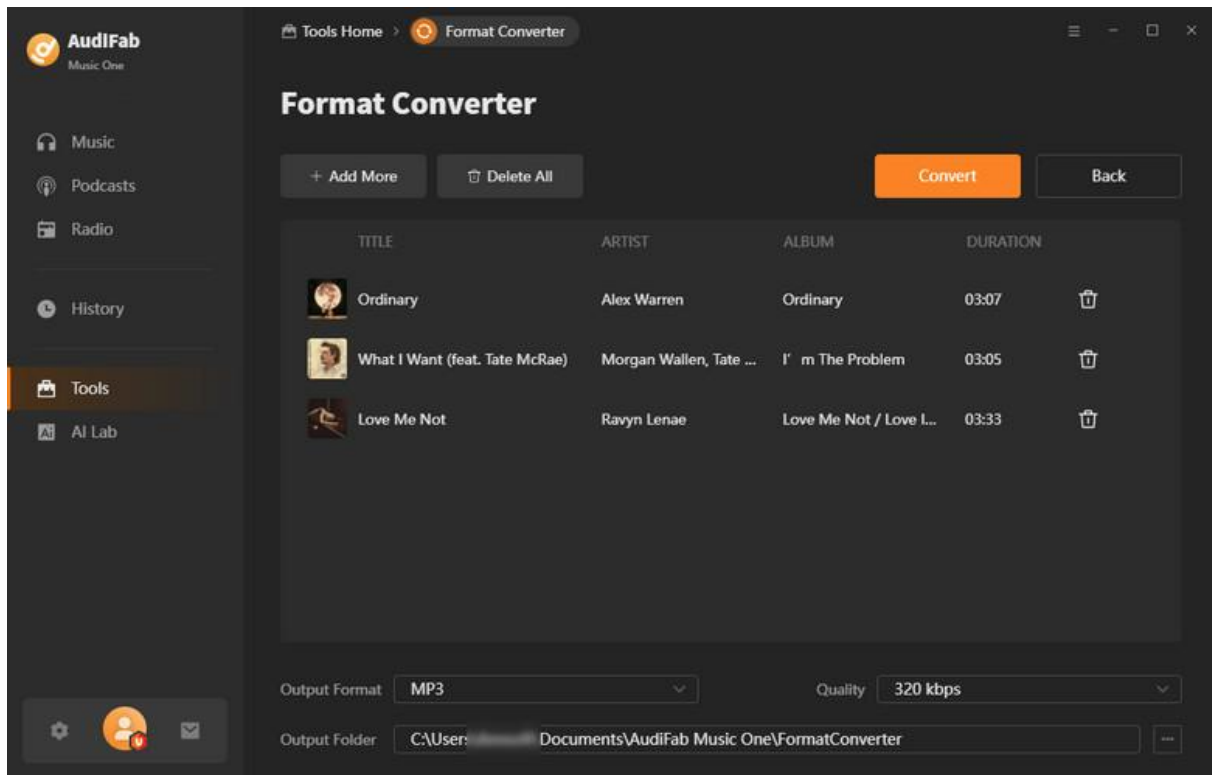 AudiFab
Music One
Music
Podcasts
Radio
History
Tools
AI Lab
Tools Home > Format Converter
Format Converter
+ Add More
Delete All
Convert
Back
TITLE ARTIST ALBUM DURATION
Ordinary Alex Warren Ordinary 03:07
What I Want (feat. Tate McRae) Morgan Wallen, Tate ... I' m The Problem 03:05
Love Me Not Ravyn Lenae Love Me Not / Love I... 03:33
Output Format MP3 Quality 320 kbps
Output Folder C:\Users Documents\AudiFab Music One\FormatConverter